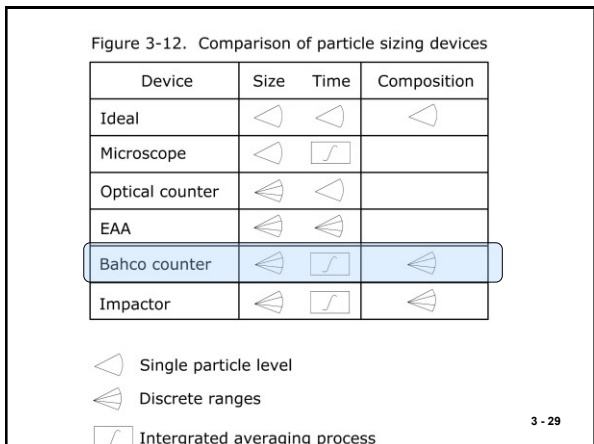 Figure 3-12. Comparison of particle sizing devices
Device Size Time Composition
Ideal
Microscope
Optical counter
EAA
Bahco counter
Impactor
Single particle level
Discrete ranges
3 - 29
Intergrated averaging process